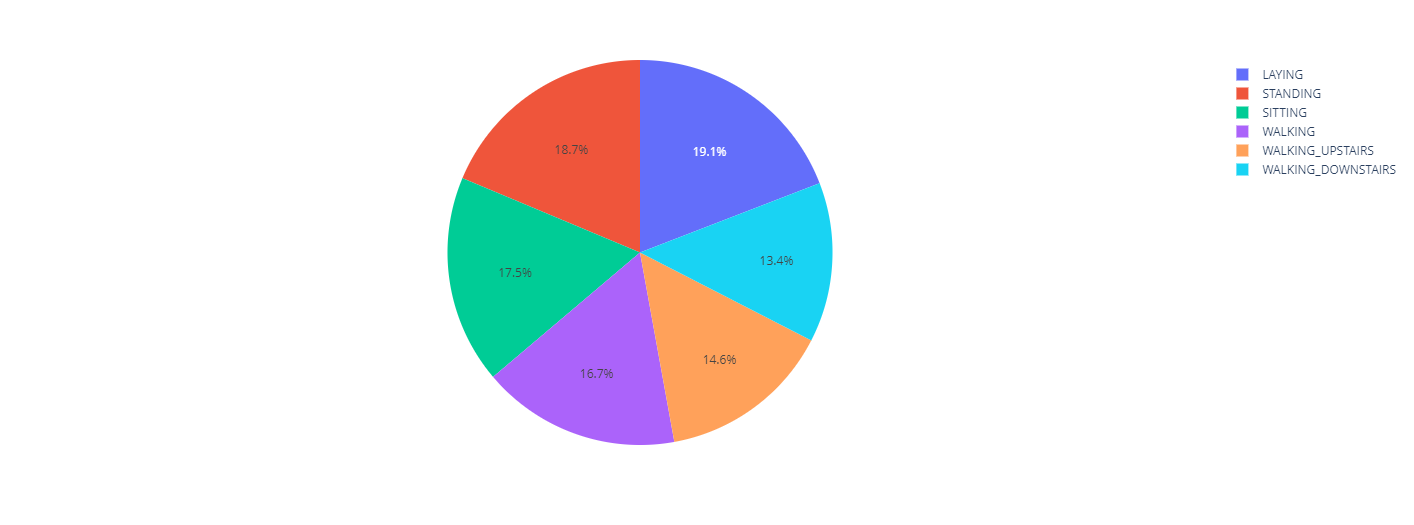 LAYING
STANDING
SITTING
WALKING
WALKING_UPSTAIRS
WALKING_DOWNSTAIRS
18.7%
19.1%
13.4%
17.5%
14.6%
16.7%